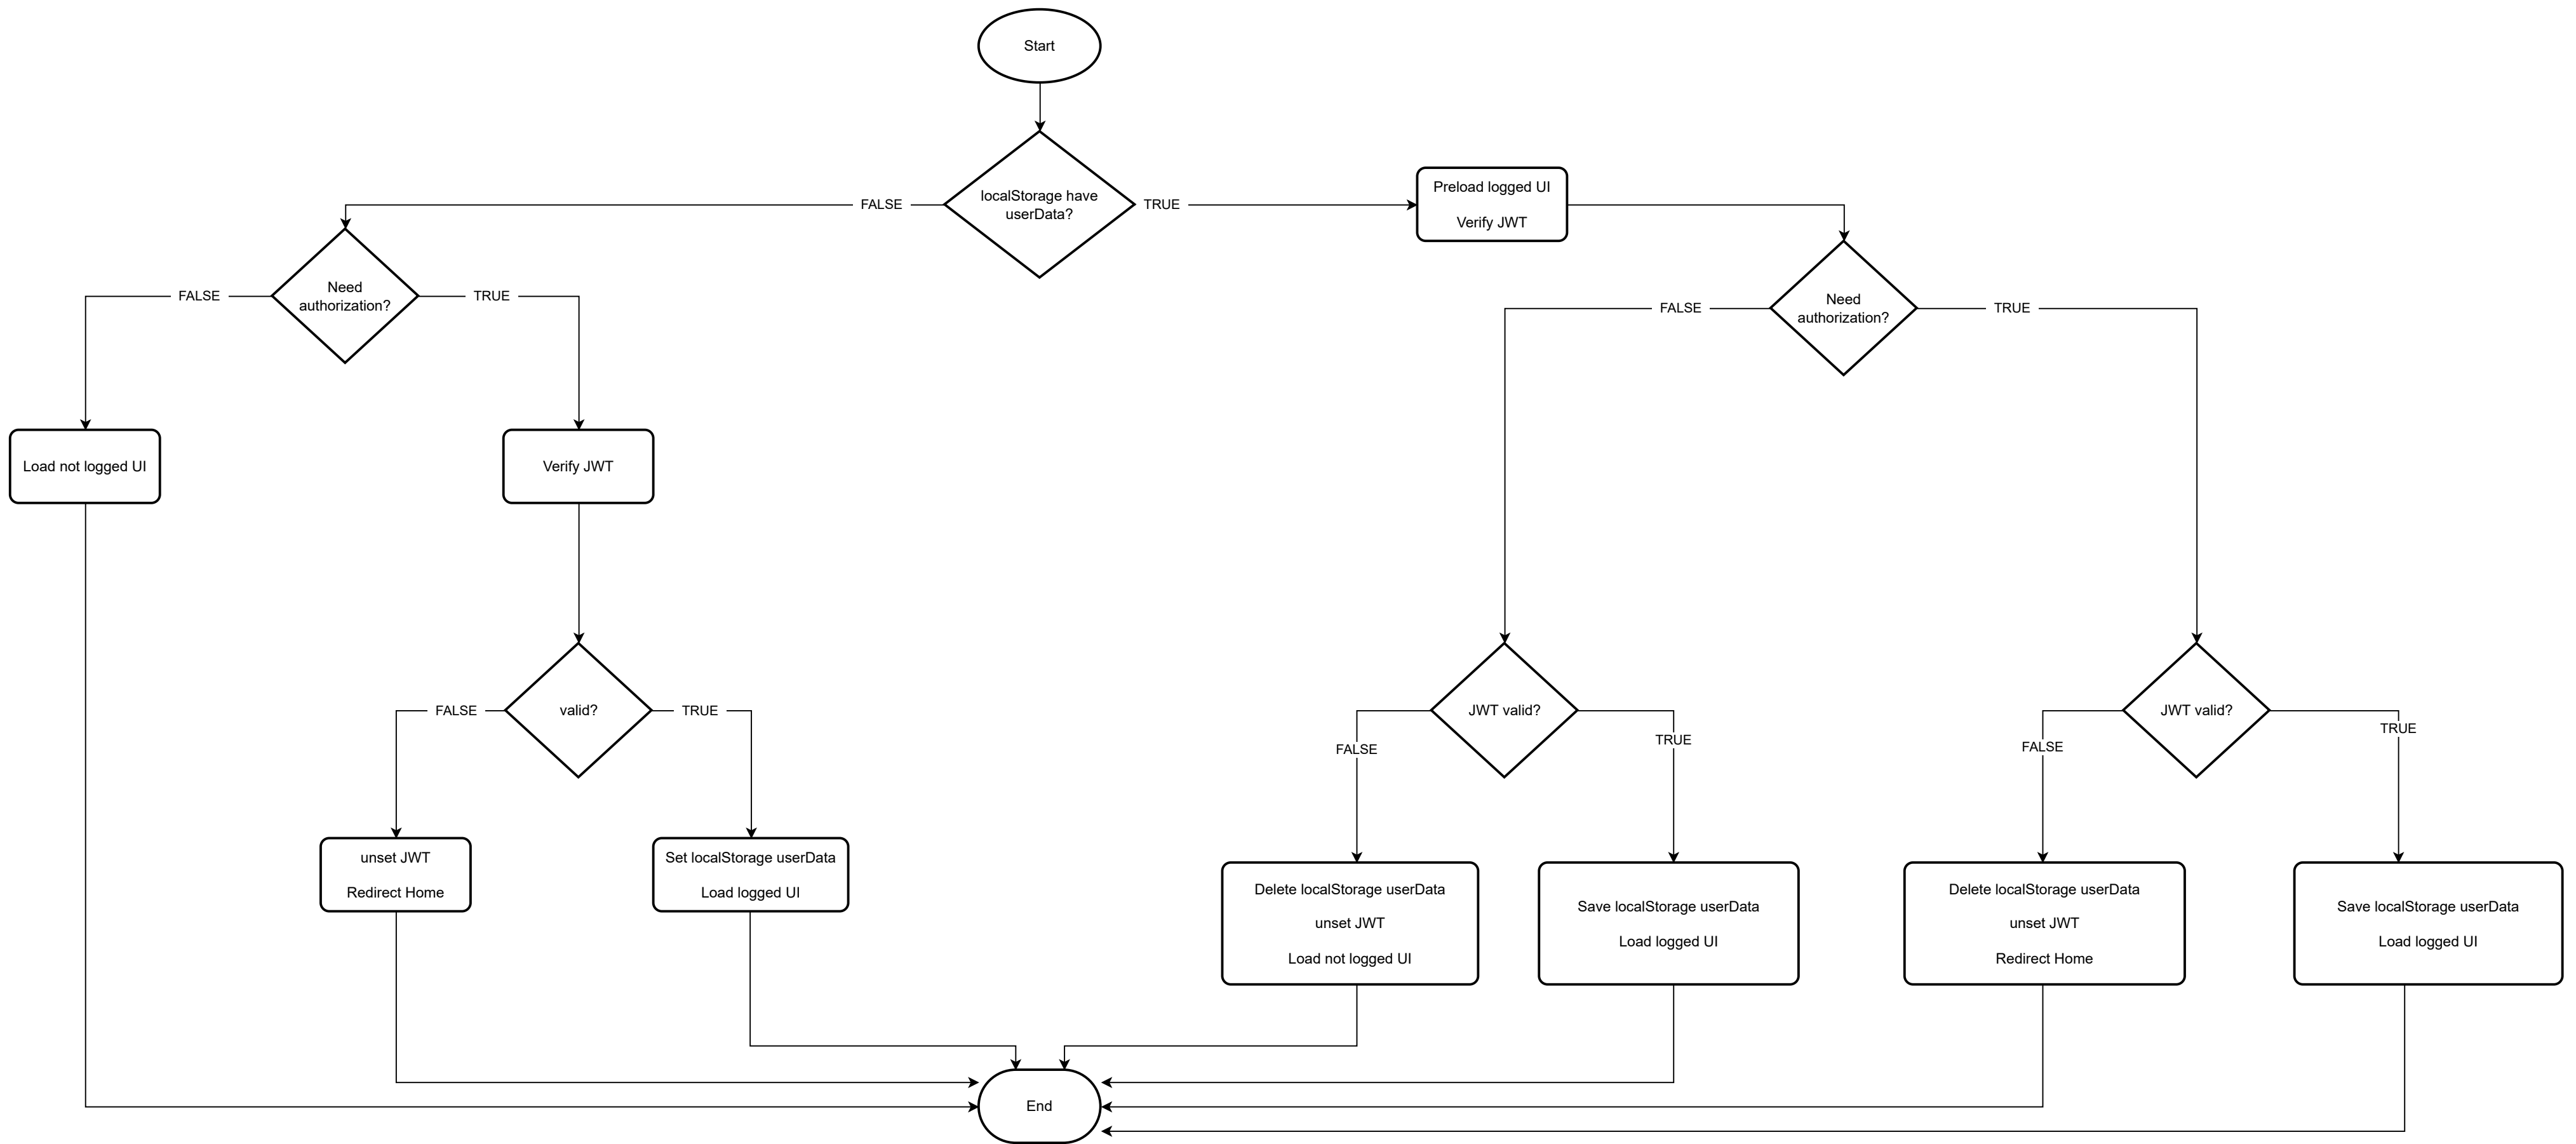 Start
localStorage have
userData?
FALSE
TRUE
Preload logged UI
Verify JWT
Need
authorization?
FALSE
TRUE
Need
authorization?
FALSE
TRUE
Load not logged UI
Verify JWT
valid?
FALSE
TRUE
JWT valid?
FALSE
TRUE
JWT valid?
FALSE
TRUE
unset JWT
Redirect Home
Set localStorage userData
Load logged UI
Delete localStorage userData
unset JWT
Load not logged UI
Save localStorage userData
Load logged UI
Delete localStorage userData
unset JWT
Redirect Home
Save localStorage userData
Load logged UI
End